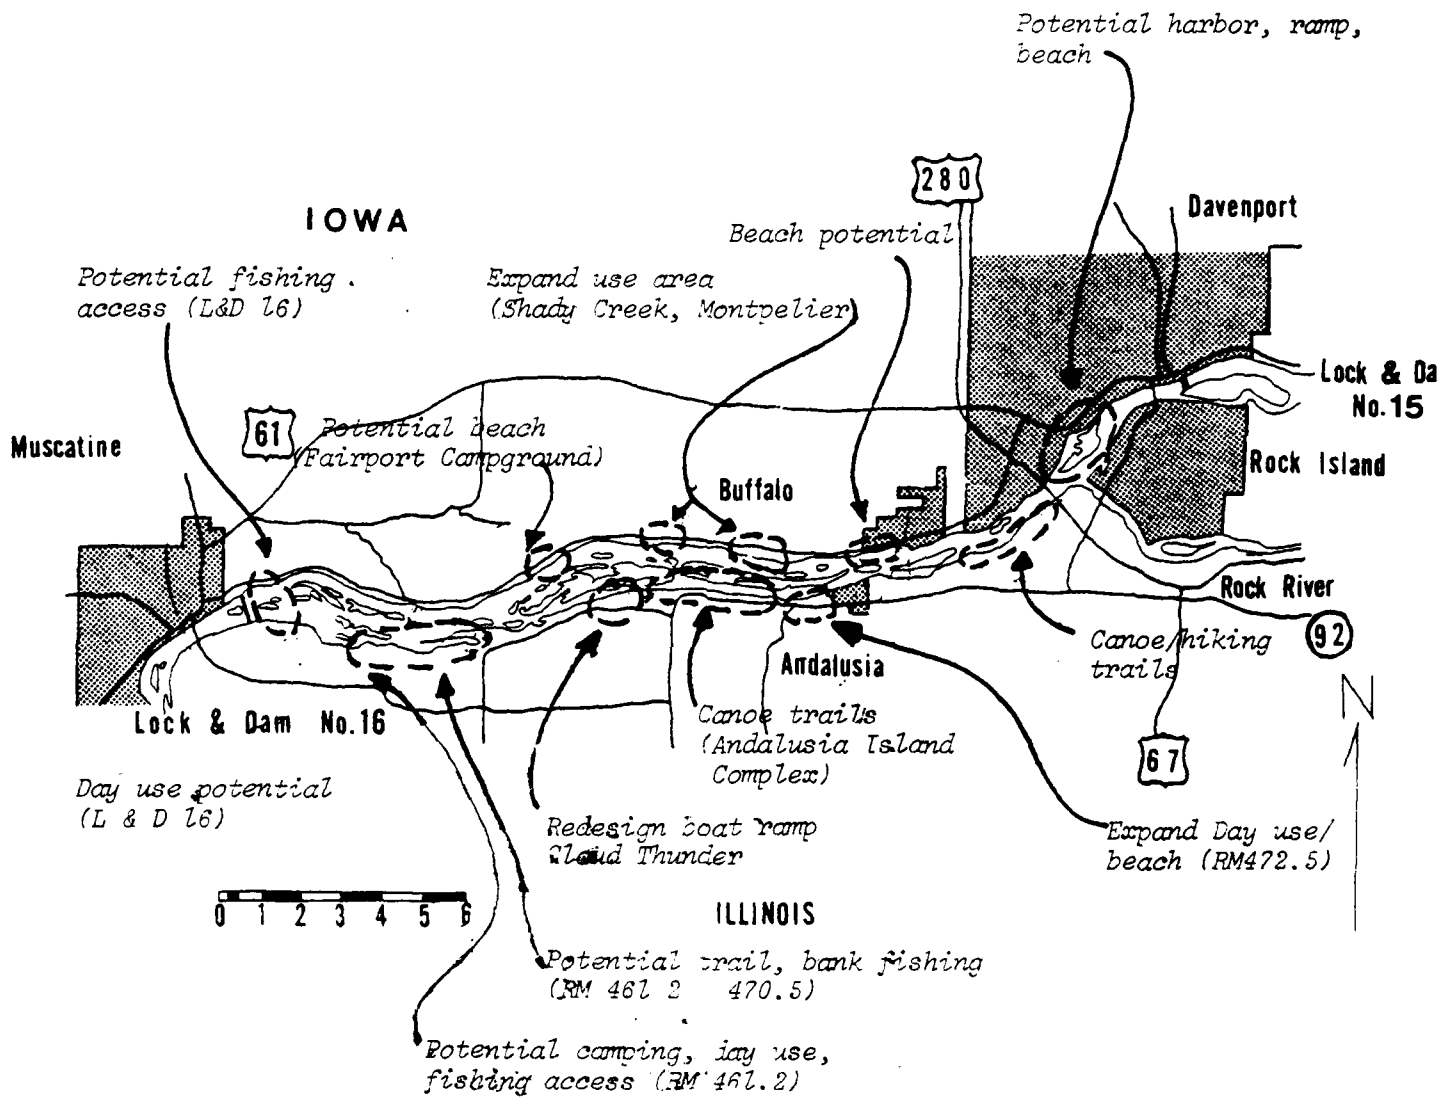 Potential harbor, ramp,
beach
280
Davenport
IOWA
Beach potential
Potential fishing
access (L&D 16)
Expand use area
(Shady Creek, Montpelier)
Lock & Da
No.15
61
Potential beach
(Fairport Campground)
Muscatine
Rock Island
Buffalo
Rock River
92
Canoe/hiking
trails
Andalusia
N
Lock & Dam No.16
Canoe trails
(Andalusia Island
Complex)
67
Day use potential
(L & D 16)
Redesign boat ramp
Thunder
Expand Day use/
beach (RM472.5)
0 1 2 3 4 5 6
ILLINOIS
Potential trail, bank fishing
(RM 461 2 470.5)
Potential camping, day use,
fishing access (RM 461.2)